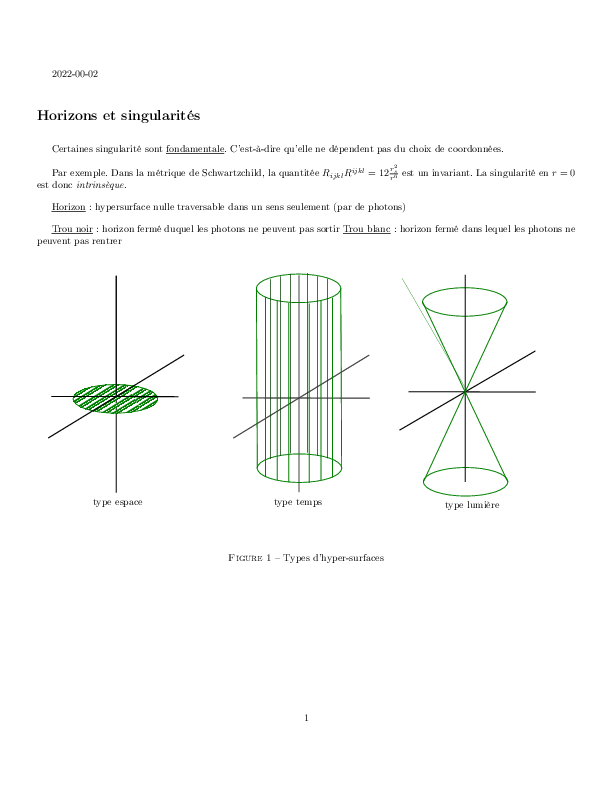 2022-00-02
Horizons et singularités
Certaines singularité sont fondamentale. C'est-à-dire qu'elle ne dépendent pas du choix de coordonnées.
Par exemple. Dans la métrique de Schwartzchild, la quantitée R_{ijkl}R^{ijkl} = 12\frac{r_s^2}{r^6} est un invariant. La singularité en r = 0
est donc intrinsèque.
Horizon : hypersurface nulle traversable dans un sens seulement (par de photons)
Trou noir : horizon fermé duquel les photons ne peuvent pas sortir Trou blanc : horizon fermé dans lequel les photons ne
peuvent pas rentrer
type espace
type temps
type lumière
Figure 1 – Types d'hyper-surfaces
1